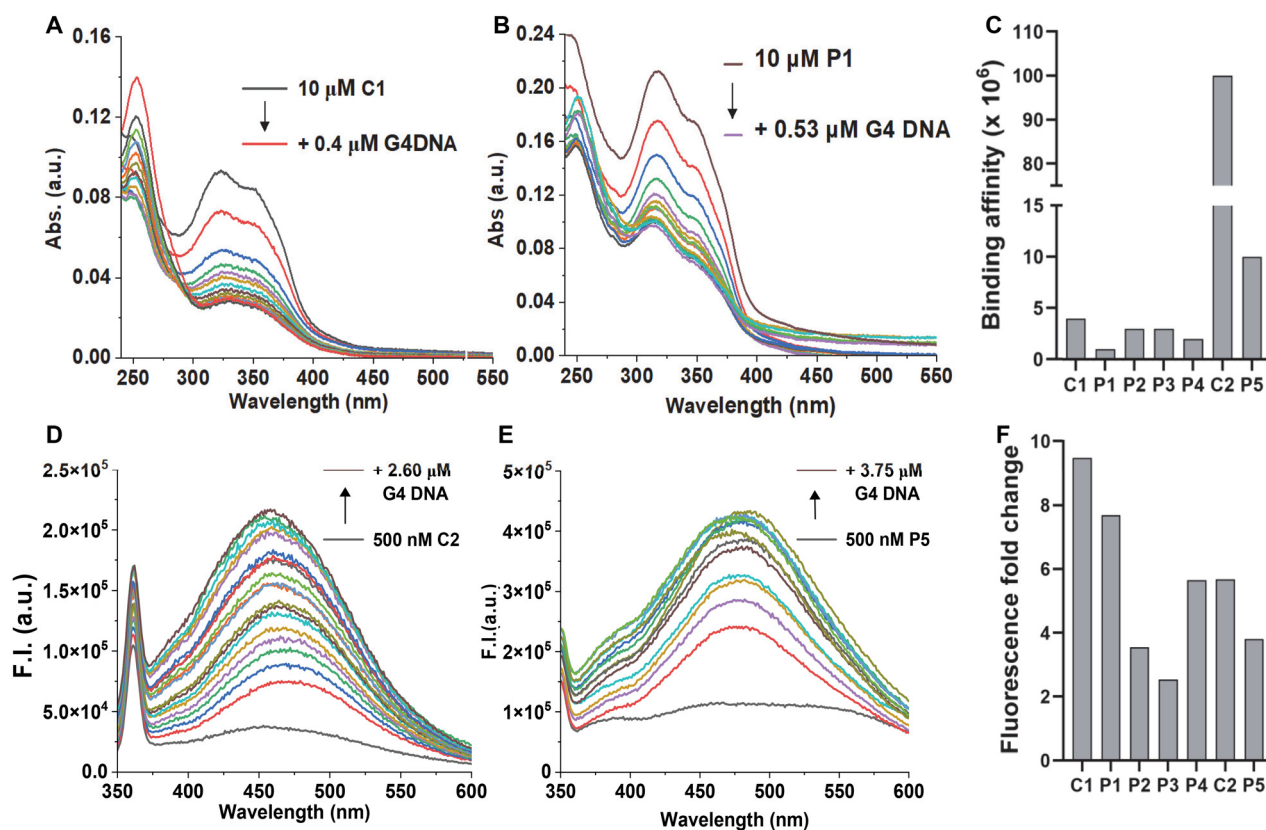 A
0.16
0.12
0.08
0.04
0.00
Abs. (a.u.)
10 µM C1
+ 0.4 µM G4DNA
250 300 350 400 450 500 550
Wavelength (nm)
B
0.24
0.20
0.16
0.12
0.08
0.04
0.00
Abs (a.u.)
10 µM P1
+ 0.53 µM G4 DNA
250 300 350 400 450 500 550
Wavelength (nm)
C
110
100
90
80
15
10
5
0
Binding affinity (x 10⁶)
C1 P1 P2 P3 P4 C2 P5
D
2.5×10⁵
2.0×10⁵
1.5×10⁵
1.0×10⁵
5.0×10⁴
0.0
F.I.(a.u.)
+ 2.60 µM
G4 DNA
500 nM C2
350 400 450 500 550 600
Wavelength (nm)
E
5×10⁵
4×10⁵
3×10⁵
2×10⁵
1×10⁵
0
F.I.(a.u.)
+ 3.75 µM
G4 DNA
500 nM P5
350 400 450 500 550 600
Wavelength (nm)
F
10
8
6
4
2
0
Fluorescence fold change
C1 P1 P2 P3 P4 C2 P5